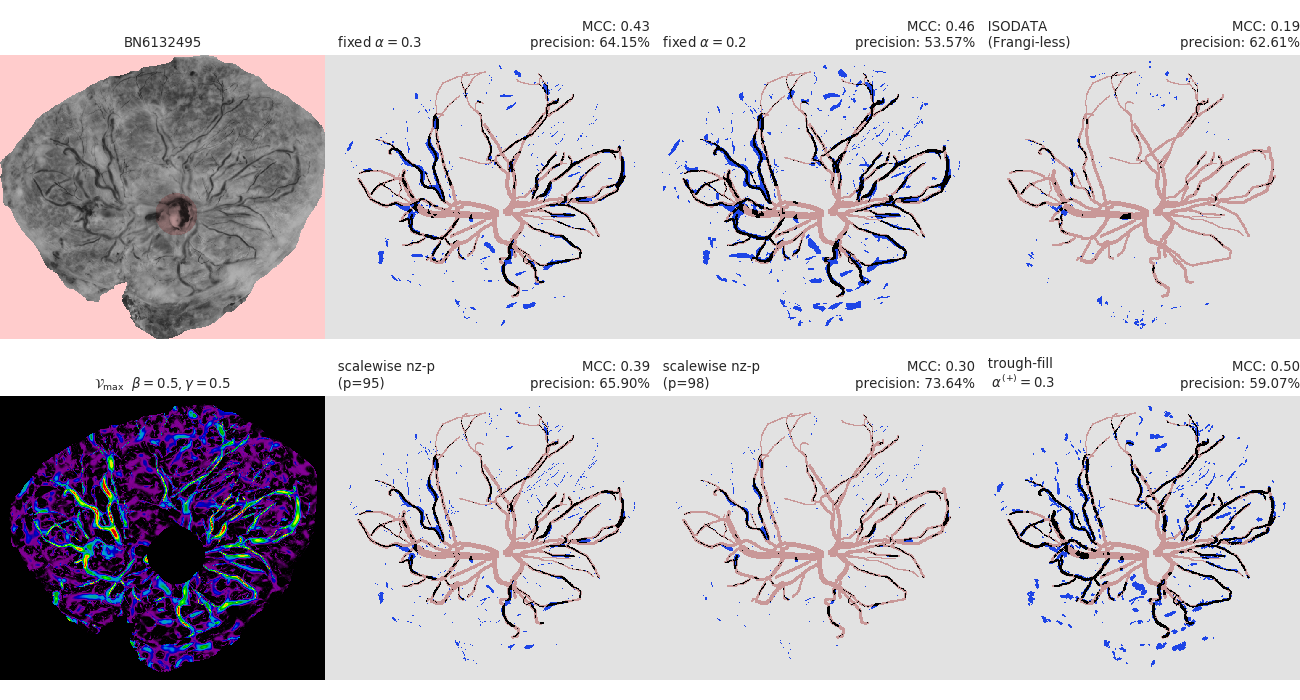 BN6132495
fixed α = 0.3
MCC: 0.43
precision: 64.15%
fixed α = 0.2
MCC: 0.46
precision: 53.57%
ISODATA
(Frangi-less)
MCC: 0.19
precision: 62.61%
𝒱max β = 0.5, γ = 0.5
scalewise nz-p
(p=95)
MCC: 0.39
precision: 65.90%
scalewise nz-p
(p=98)
MCC: 0.30
precision: 73.64%
trough-fill
α(+) = 0.3
MCC: 0.50
precision: 59.07%